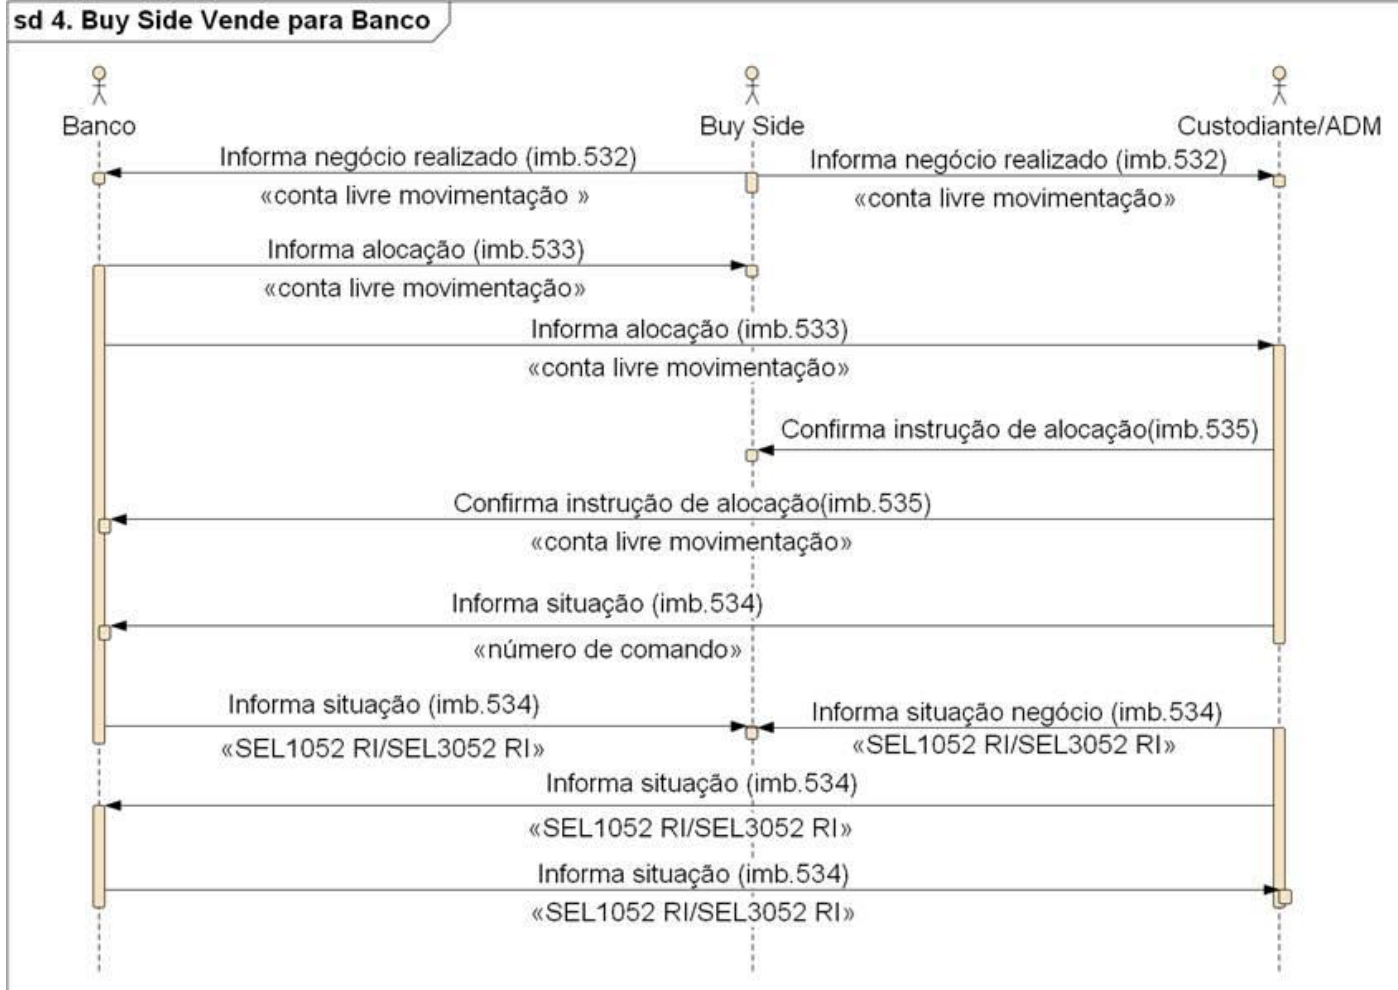 sd 4. Buy Side Vende para Banco
Banco
Buy Side
Custodiante/ADM
Informa negócio realizado (imb.532)
«conta livre movimentação »
Informa negócio realizado (imb.532)
«conta livre movimentação»
Informa alocação (imb.533)
«conta livre movimentação»
Informa alocação (imb.533)
«conta livre movimentação»
Confirma instrução de alocação(imb.535)
Confirma instrução de alocação(imb.535)
«conta livre movimentação»
Informa situação (imb.534)
«número de comando»
Informa situação (imb.534)
«SEL1052 RI/SEL3052 RI»
Informa situação negócio (imb.534)
«SEL1052 RI/SEL3052 RI»
Informa situação (imb.534)
«SEL1052 RI/SEL3052 RI»
Informa situação (imb.534)
«SEL1052 RI/SEL3052 RI»